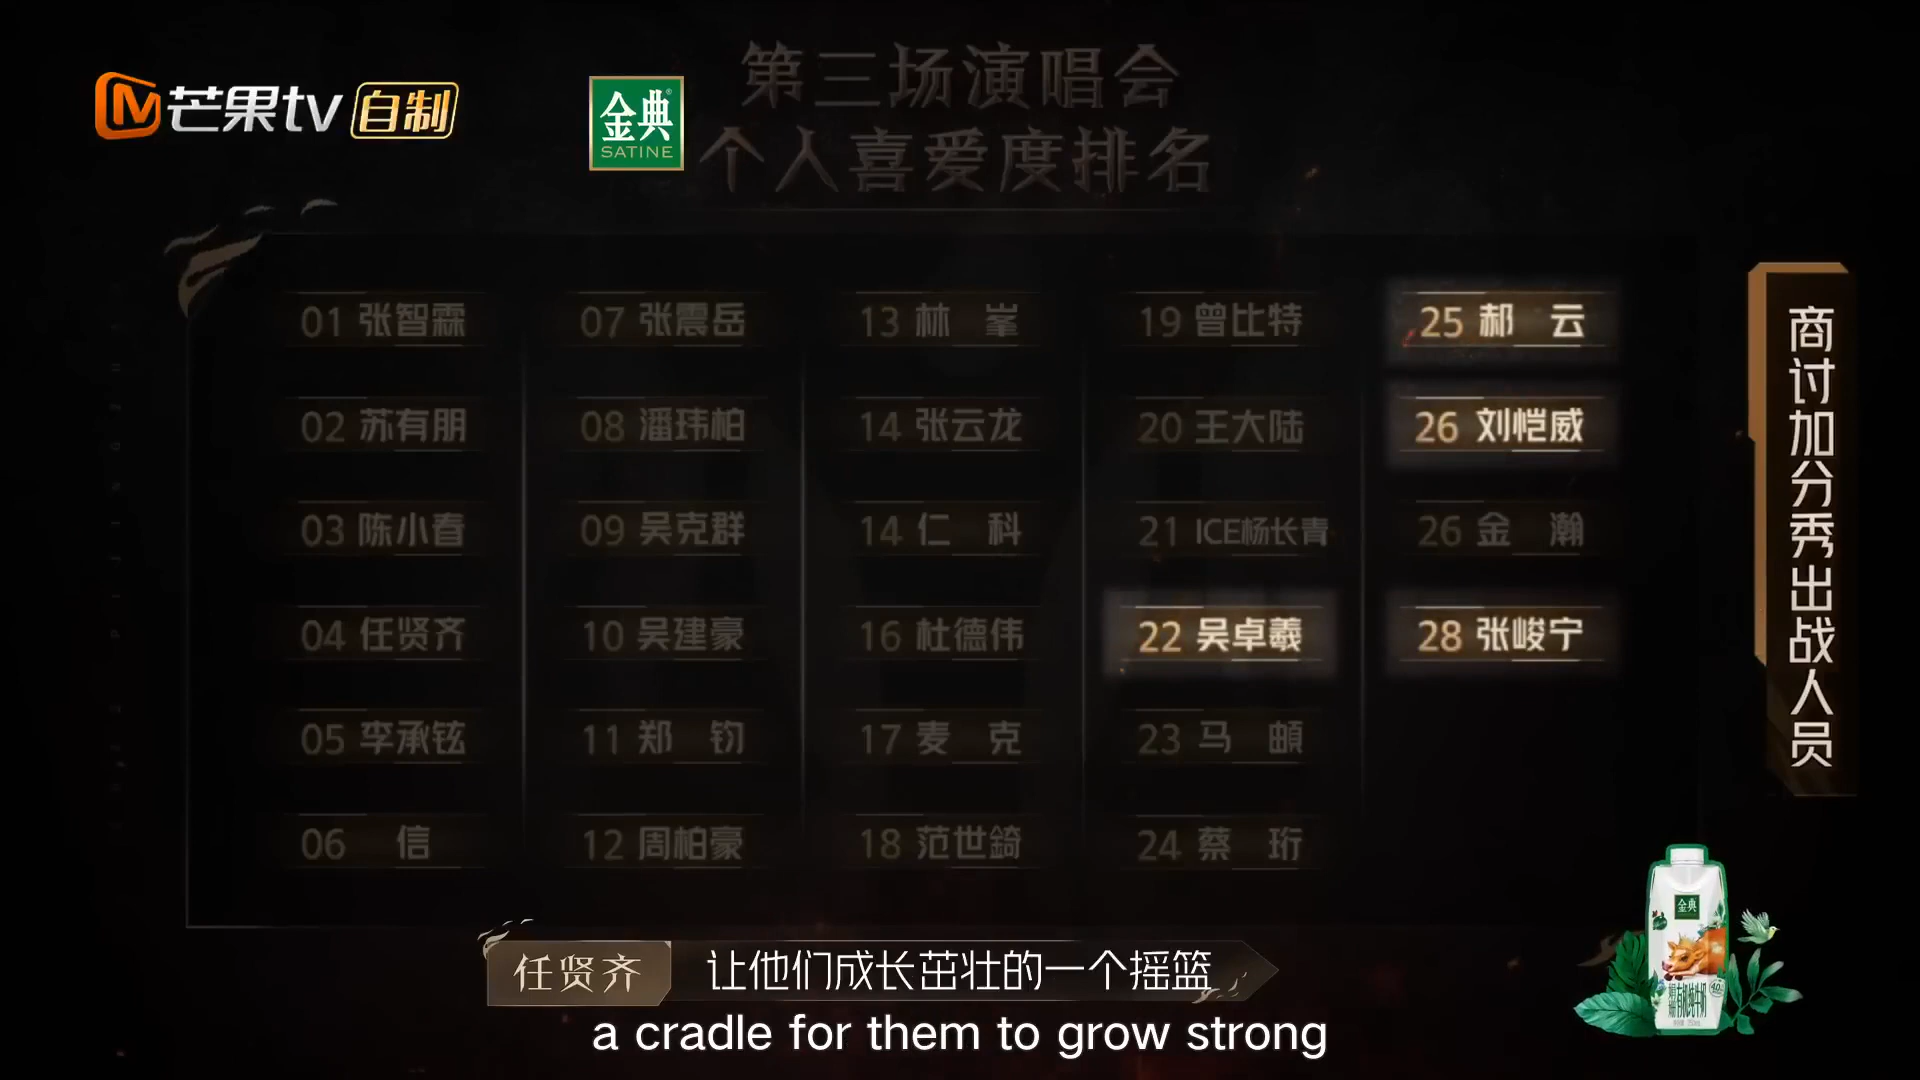 芒果tv 自制
金典®
SATINE
第三场演唱会
个人喜爱度排名
01 张智霖
02 苏有朋
03 陈小春
04 任贤齐
05 李承铉
06 信
07 张震岳
08 潘玮柏
09 吴克群
10 吴建豪
11 郑 钧
12 周柏豪
13 林 峯
14 张云龙
14 仁 科
16 杜德伟
17 麦 克
18 范世錡
19 曾比特
20 王大陆
21 ICE杨长青
22 吴卓羲
23 马 頔
24 蔡 珩
25 郝 云
26 刘恺威
26 金 瀚
28 张峻宁
商讨加分秀出战人员
金典
有机纯牛奶
任贤齐 让他们成长茁壮的一个摇篮
a cradle for them to grow strong